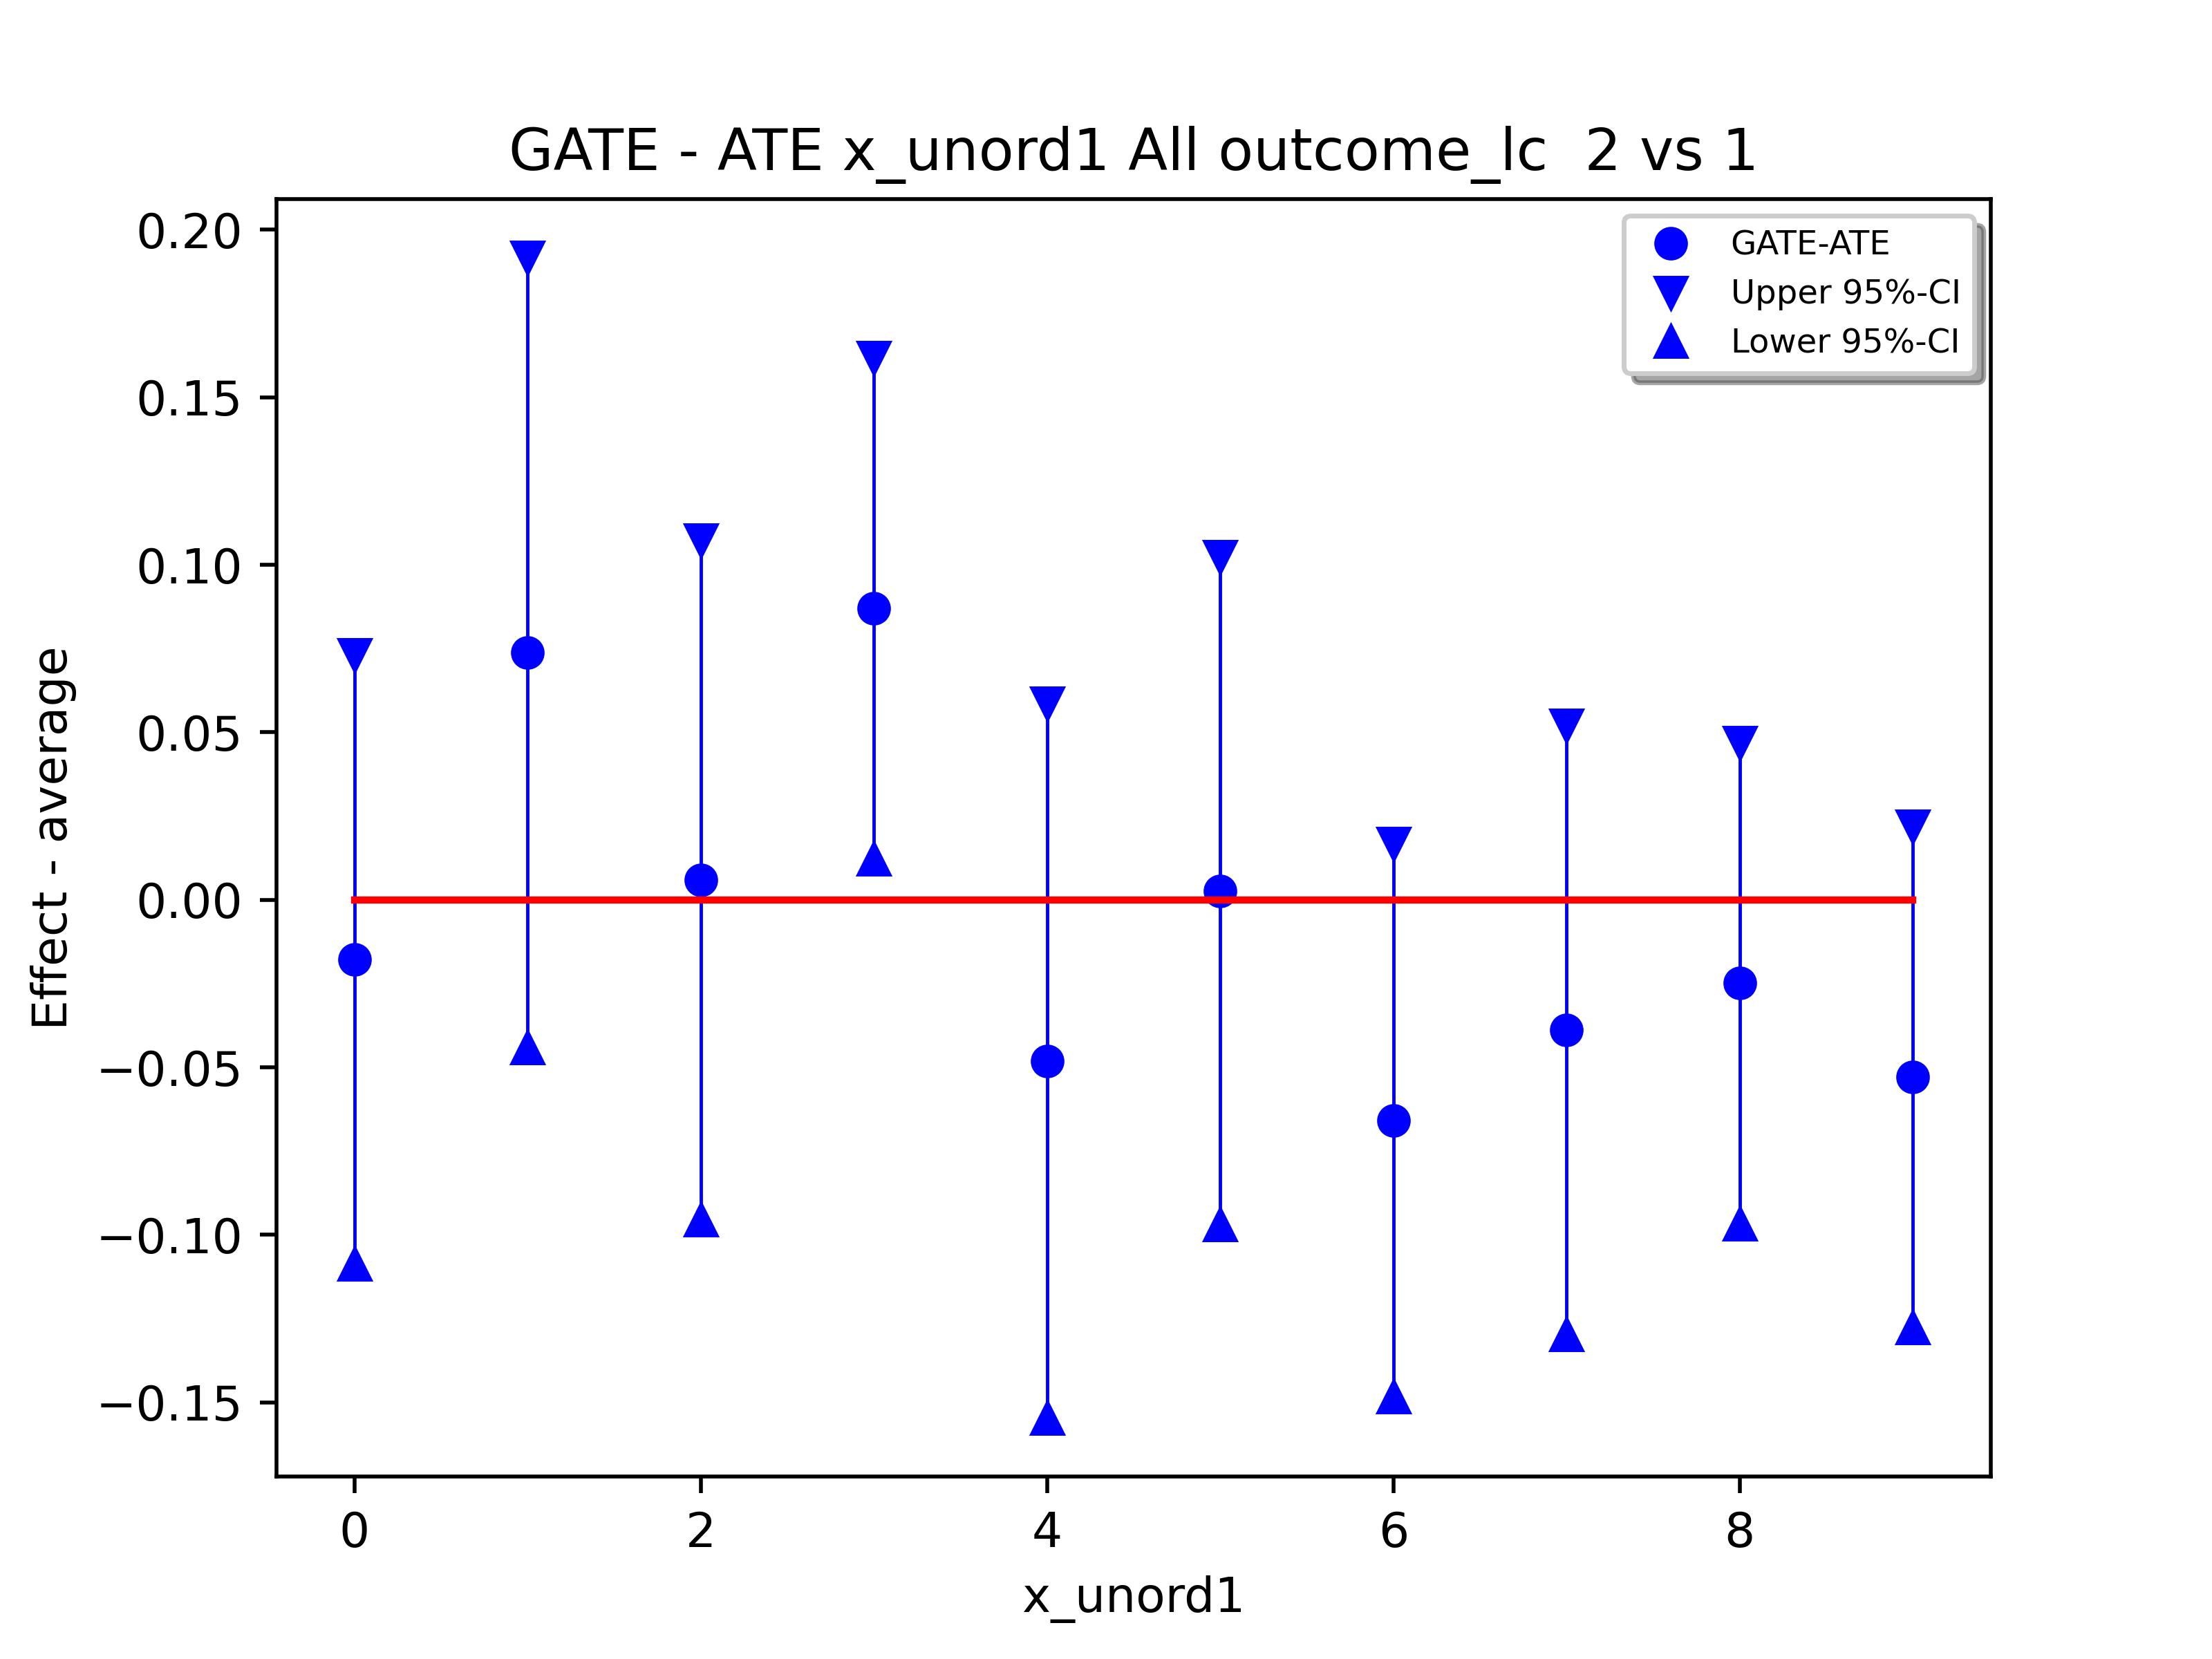 GATE - ATE x_unord1 All outcome_lc  2 vs 1
GATE-ATE
Upper 95%-CI
Lower 95%-CI
Effect - average
0.20
0.15
0.10
0.05
0.00
−0.05
−0.10
−0.15
0 2 4 6 8
x_unord1